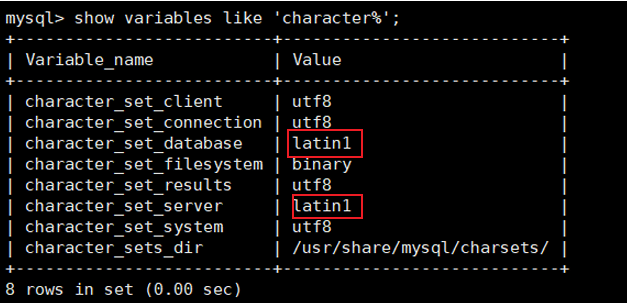 mysql> show variables like 'character%';
+--------------------------+----------------------------+
| Variable_name            | Value                      |
+--------------------------+----------------------------+
| character_set_client     | utf8                       |
| character_set_connection | utf8                       |
| character_set_database   | latin1                     |
| character_set_filesystem | binary                     |
| character_set_results    | utf8                       |
| character_set_server     | latin1                     |
| character_set_system     | utf8                       |
| character_sets_dir       | /usr/share/mysql/charsets/ |
+--------------------------+----------------------------+
8 rows in set (0.00 sec)